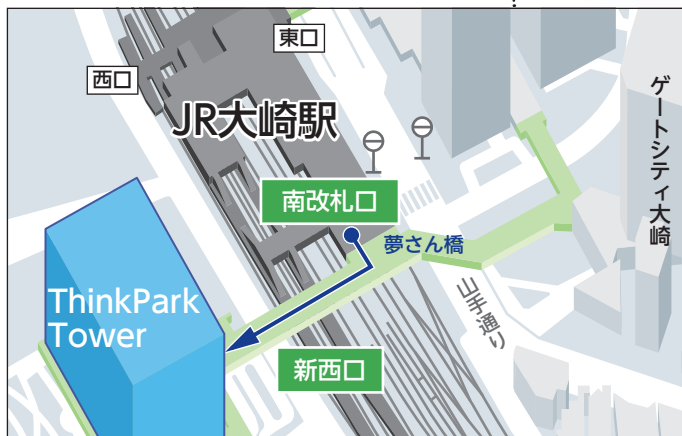 東口
西口
JR大崎駅
ゲートシティ大崎
南改札口
夢さん橋
山手通り
ThinkPark
Tower
新西口